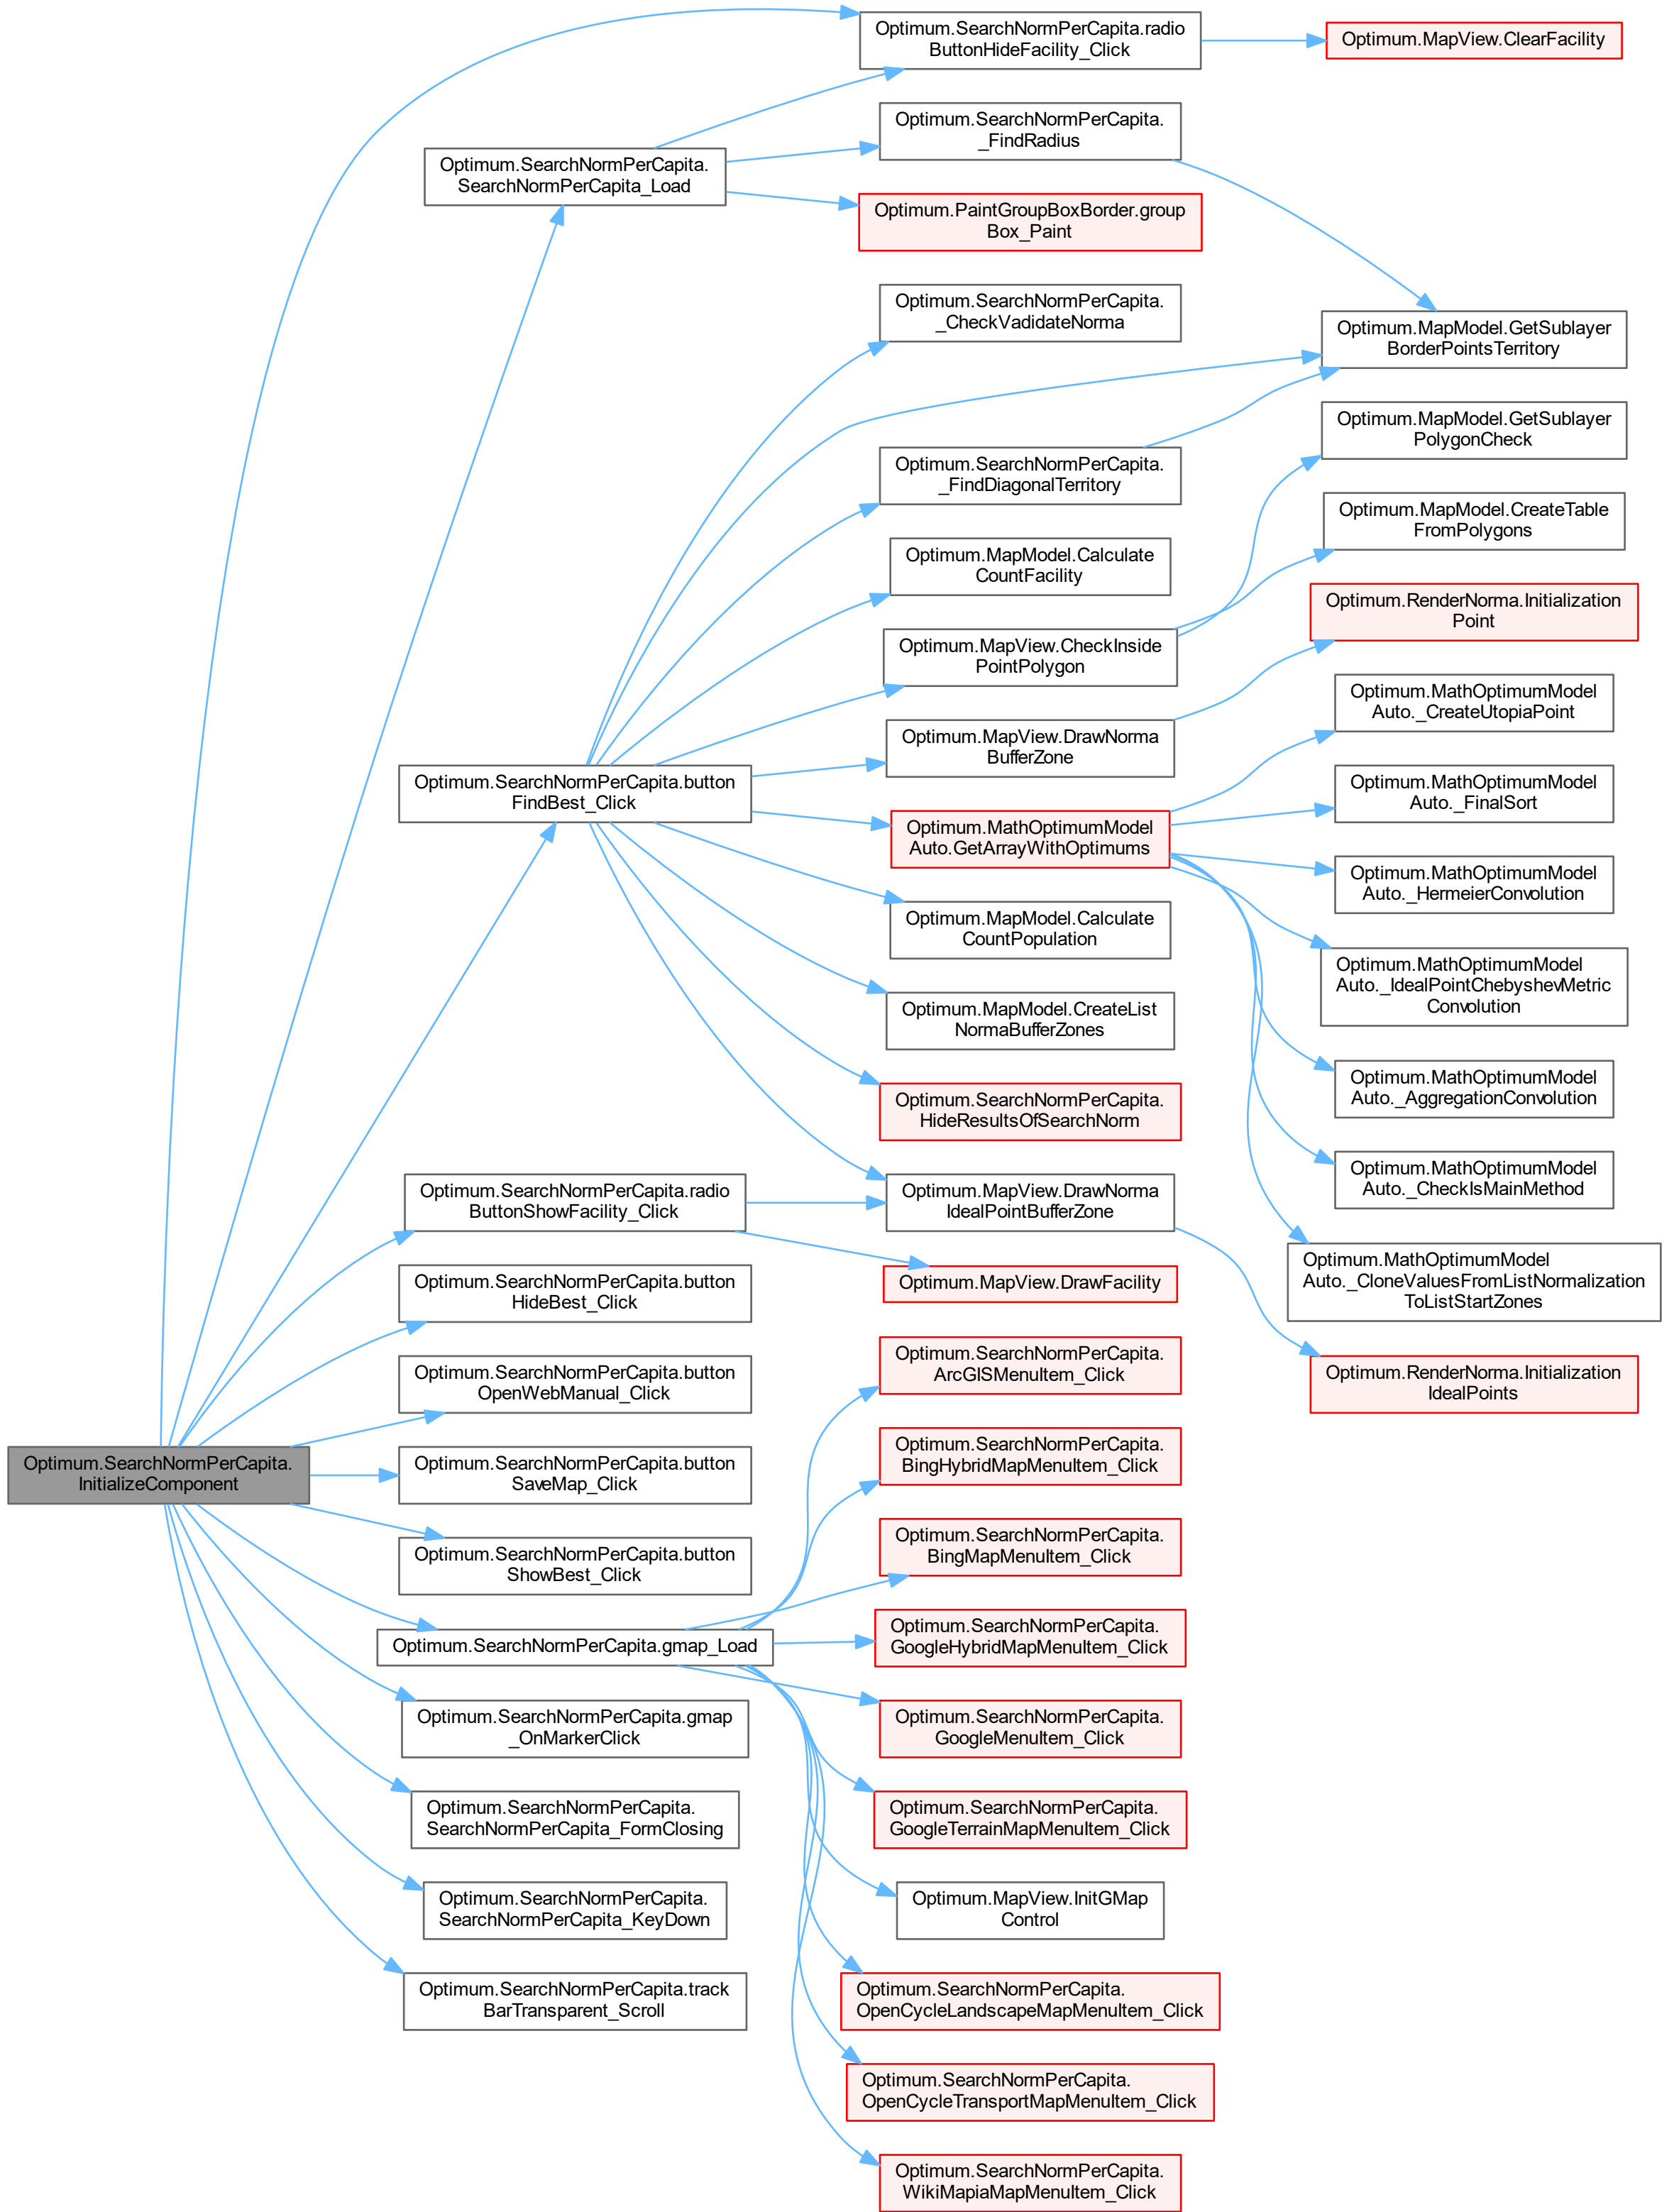 Optimum.SearchNormPerCapita.
InitializeComponent
Optimum.SearchNormPerCapita.
SearchNormPerCapita_Load
Optimum.SearchNormPerCapita.button
FindBest_Click
Optimum.SearchNormPerCapita.radio
ButtonShowFacility_Click
Optimum.SearchNormPerCapita.button
HideBest_Click
Optimum.SearchNormPerCapita.button
OpenWebManual_Click
Optimum.SearchNormPerCapita.button
SaveMap_Click
Optimum.SearchNormPerCapita.button
ShowBest_Click
Optimum.SearchNormPerCapita.gmap_Load
Optimum.SearchNormPerCapita.gmap
_OnMarkerClick
Optimum.SearchNormPerCapita.
SearchNormPerCapita_FormClosing
Optimum.SearchNormPerCapita.
SearchNormPerCapita_KeyDown
Optimum.SearchNormPerCapita.track
BarTransparent_Scroll
Optimum.SearchNormPerCapita.radio
ButtonHideFacility_Click
Optimum.SearchNormPerCapita.
_FindRadius
Optimum.PaintGroupBoxBorder.group
Box_Paint
Optimum.SearchNormPerCapita.
_CheckVadidateNorma
Optimum.SearchNormPerCapita.
_FindDiagonalTerritory
Optimum.MapModel.Calculate
CountFacility
Optimum.MapView.CheckInside
PointPolygon
Optimum.MapView.DrawNorma
BufferZone
Optimum.MathOptimumModel
Auto.GetArrayWithOptimums
Optimum.MapModel.Calculate
CountPopulation
Optimum.MapModel.CreateList
NormaBufferZones
Optimum.SearchNormPerCapita.
HideResultsOfSearchNorm
Optimum.MapView.DrawNorma
IdealPointBufferZone
Optimum.MapView.DrawFacility
Optimum.SearchNormPerCapita.
ArcGISMenuItem_Click
Optimum.SearchNormPerCapita.
BingHybridMapMenuItem_Click
Optimum.SearchNormPerCapita.
BingMapMenuItem_Click
Optimum.SearchNormPerCapita.
GoogleHybridMapMenuItem_Click
Optimum.SearchNormPerCapita.
GoogleMenuItem_Click
Optimum.SearchNormPerCapita.
GoogleTerrainMapMenuItem_Click
Optimum.MapView.InitGMap
Control
Optimum.SearchNormPerCapita.
OpenCycleLandscapeMapMenuItem_Click
Optimum.SearchNormPerCapita.
OpenCycleTransportMapMenuItem_Click
Optimum.SearchNormPerCapita.
WikiMapiaMapMenuItem_Click
Optimum.MapView.ClearFacility
Optimum.MapModel.GetSublayer
BorderPointsTerritory
Optimum.MapModel.GetSublayer
PolygonCheck
Optimum.MapModel.CreateTable
FromPolygons
Optimum.RenderNorma.Initialization
Point
Optimum.MathOptimumModel
Auto._CreateUtopiaPoint
Optimum.MathOptimumModel
Auto._FinalSort
Optimum.MathOptimumModel
Auto._HermeierConvolution
Optimum.MathOptimumModel
Auto._IdealPointChebyshevMetric
Convolution
Optimum.MathOptimumModel
Auto._AggregationConvolution
Optimum.MathOptimumModel
Auto._CheckIsMainMethod
Optimum.MathOptimumModel
Auto._CloneValuesFromListNormalization
ToListStartZones
Optimum.RenderNorma.Initialization
IdealPoints